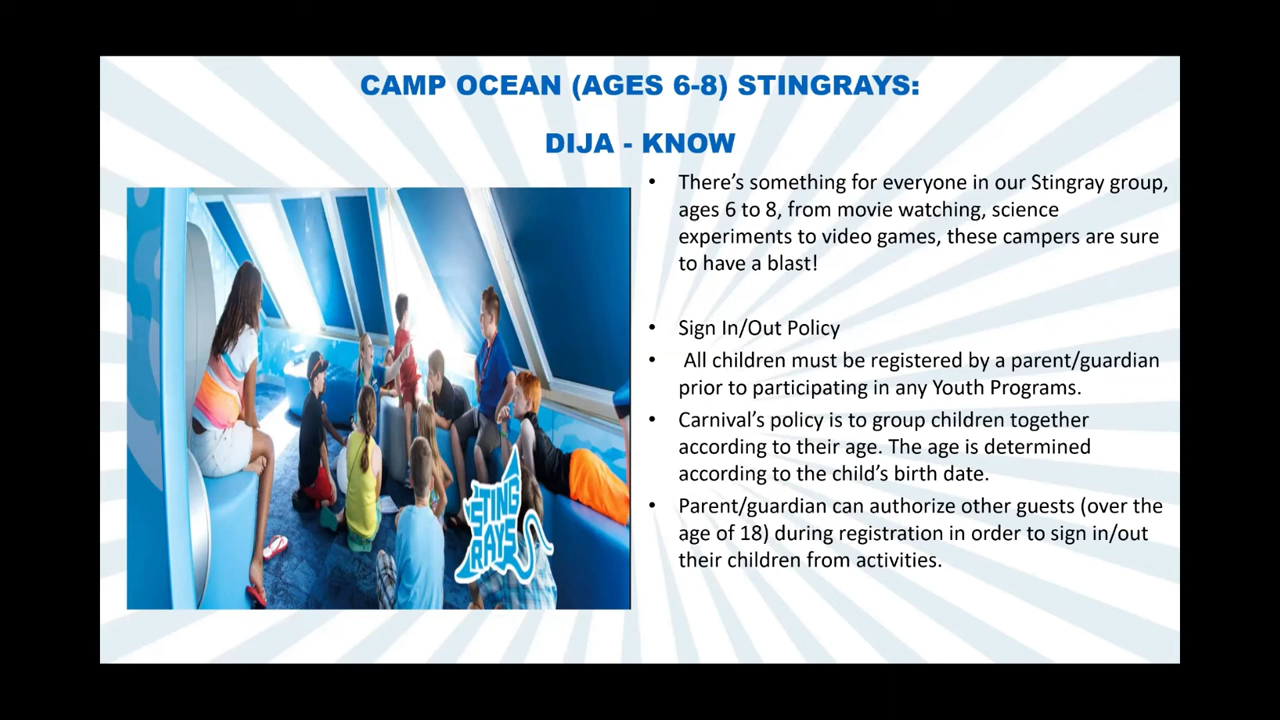 CAMP OCEAN (AGES 6-8) STINGRAYS:
DIJA - KNOW
• There’s something for everyone in our Stingray group,
ages 6 to 8, from movie watching, science
experiments to video games, these campers are sure
to have a blast!
• Sign In/Out Policy
• All children must be registered by a parent/guardian
prior to participating in any Youth Programs.
• Carnival’s policy is to group children together
according to their age. The age is determined
according to the child’s birth date.
• Parent/guardian can authorize other guests (over the
age of 18) during registration in order to sign in/out
their children from activities.
STING
RAYS